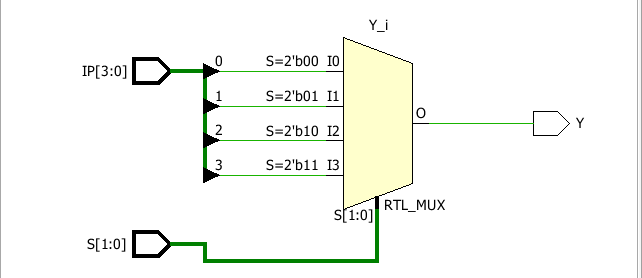 Y_i
IP[3:0]
0 S=2'b00 I0
1 S=2'b01 I1
2 S=2'b10 I2
3 S=2'b11 I3
O
Y
S[1:0] RTL_MUX
S[1:0]